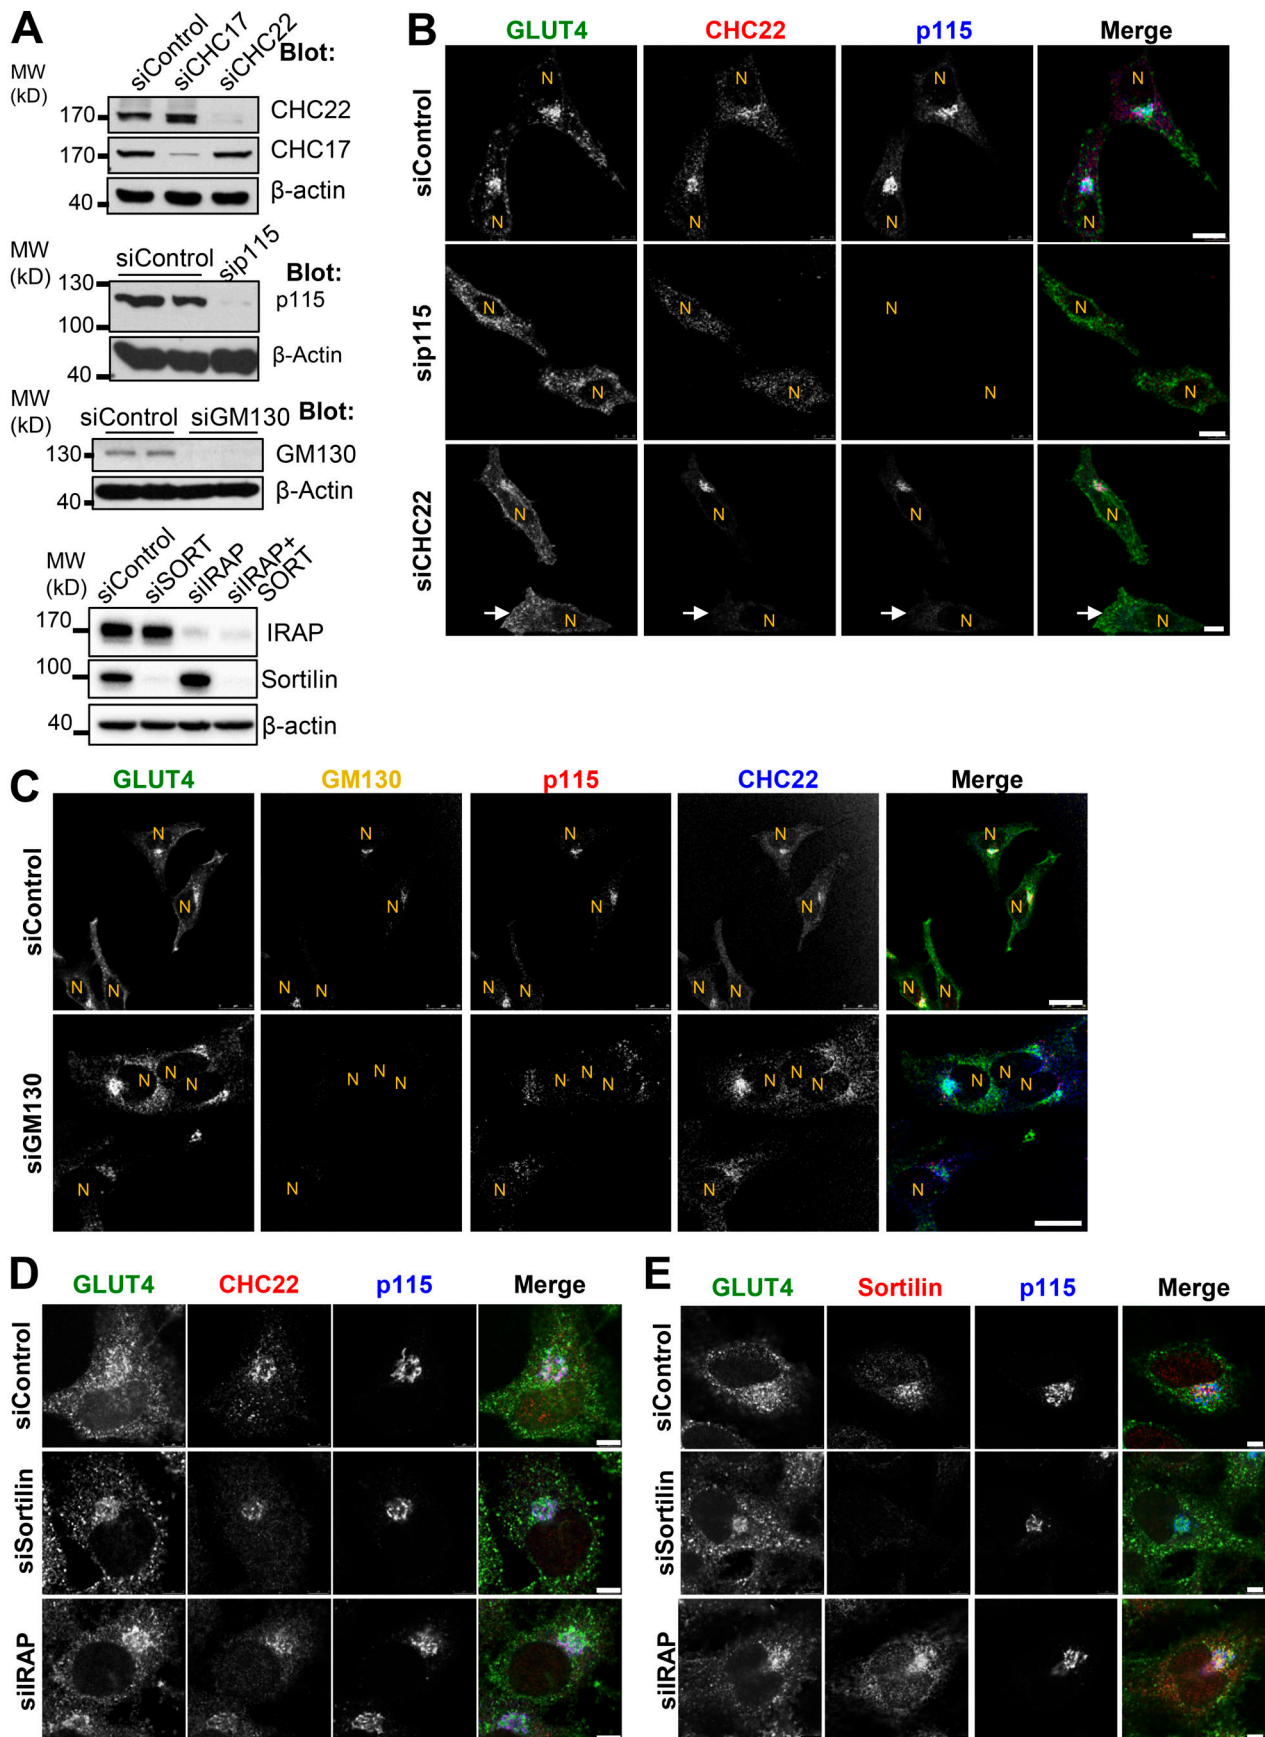 A
siControl
siCHC17
siCHC22
Blot:
MW
(kD)
170
CHC22
170
CHC17
40
β-actin
MW
(kD)
siControl
sip115
Blot:
130
p115
100
β-Actin
40
MW
(kD)
siControl
siGM130
Blot:
130
GM130
β-Actin
40
MW
(kD)
siControl
siSORT
siIRAP
siIRAP+
SORT
170
IRAP
100
Sortilin
40
β-actin
B
GLUT4 CHC22 p115 Merge
siControl
N N N N
N N N N
sip115
N N N N
N N N N
siCHC22
N N N N
N N N N
C
GLUT4 GM130 p115 CHC22 Merge
siControl
N N N N N
N N N N N
N N N N N N N N N N
siGM130
N N N N N N N N N N N N N N N
N N N N N
D
GLUT4 CHC22 p115 Merge
siControl
siSortilin
siIRAP
E
GLUT4 Sortilin p115 Merge
siControl
siSortilin
siIRAP